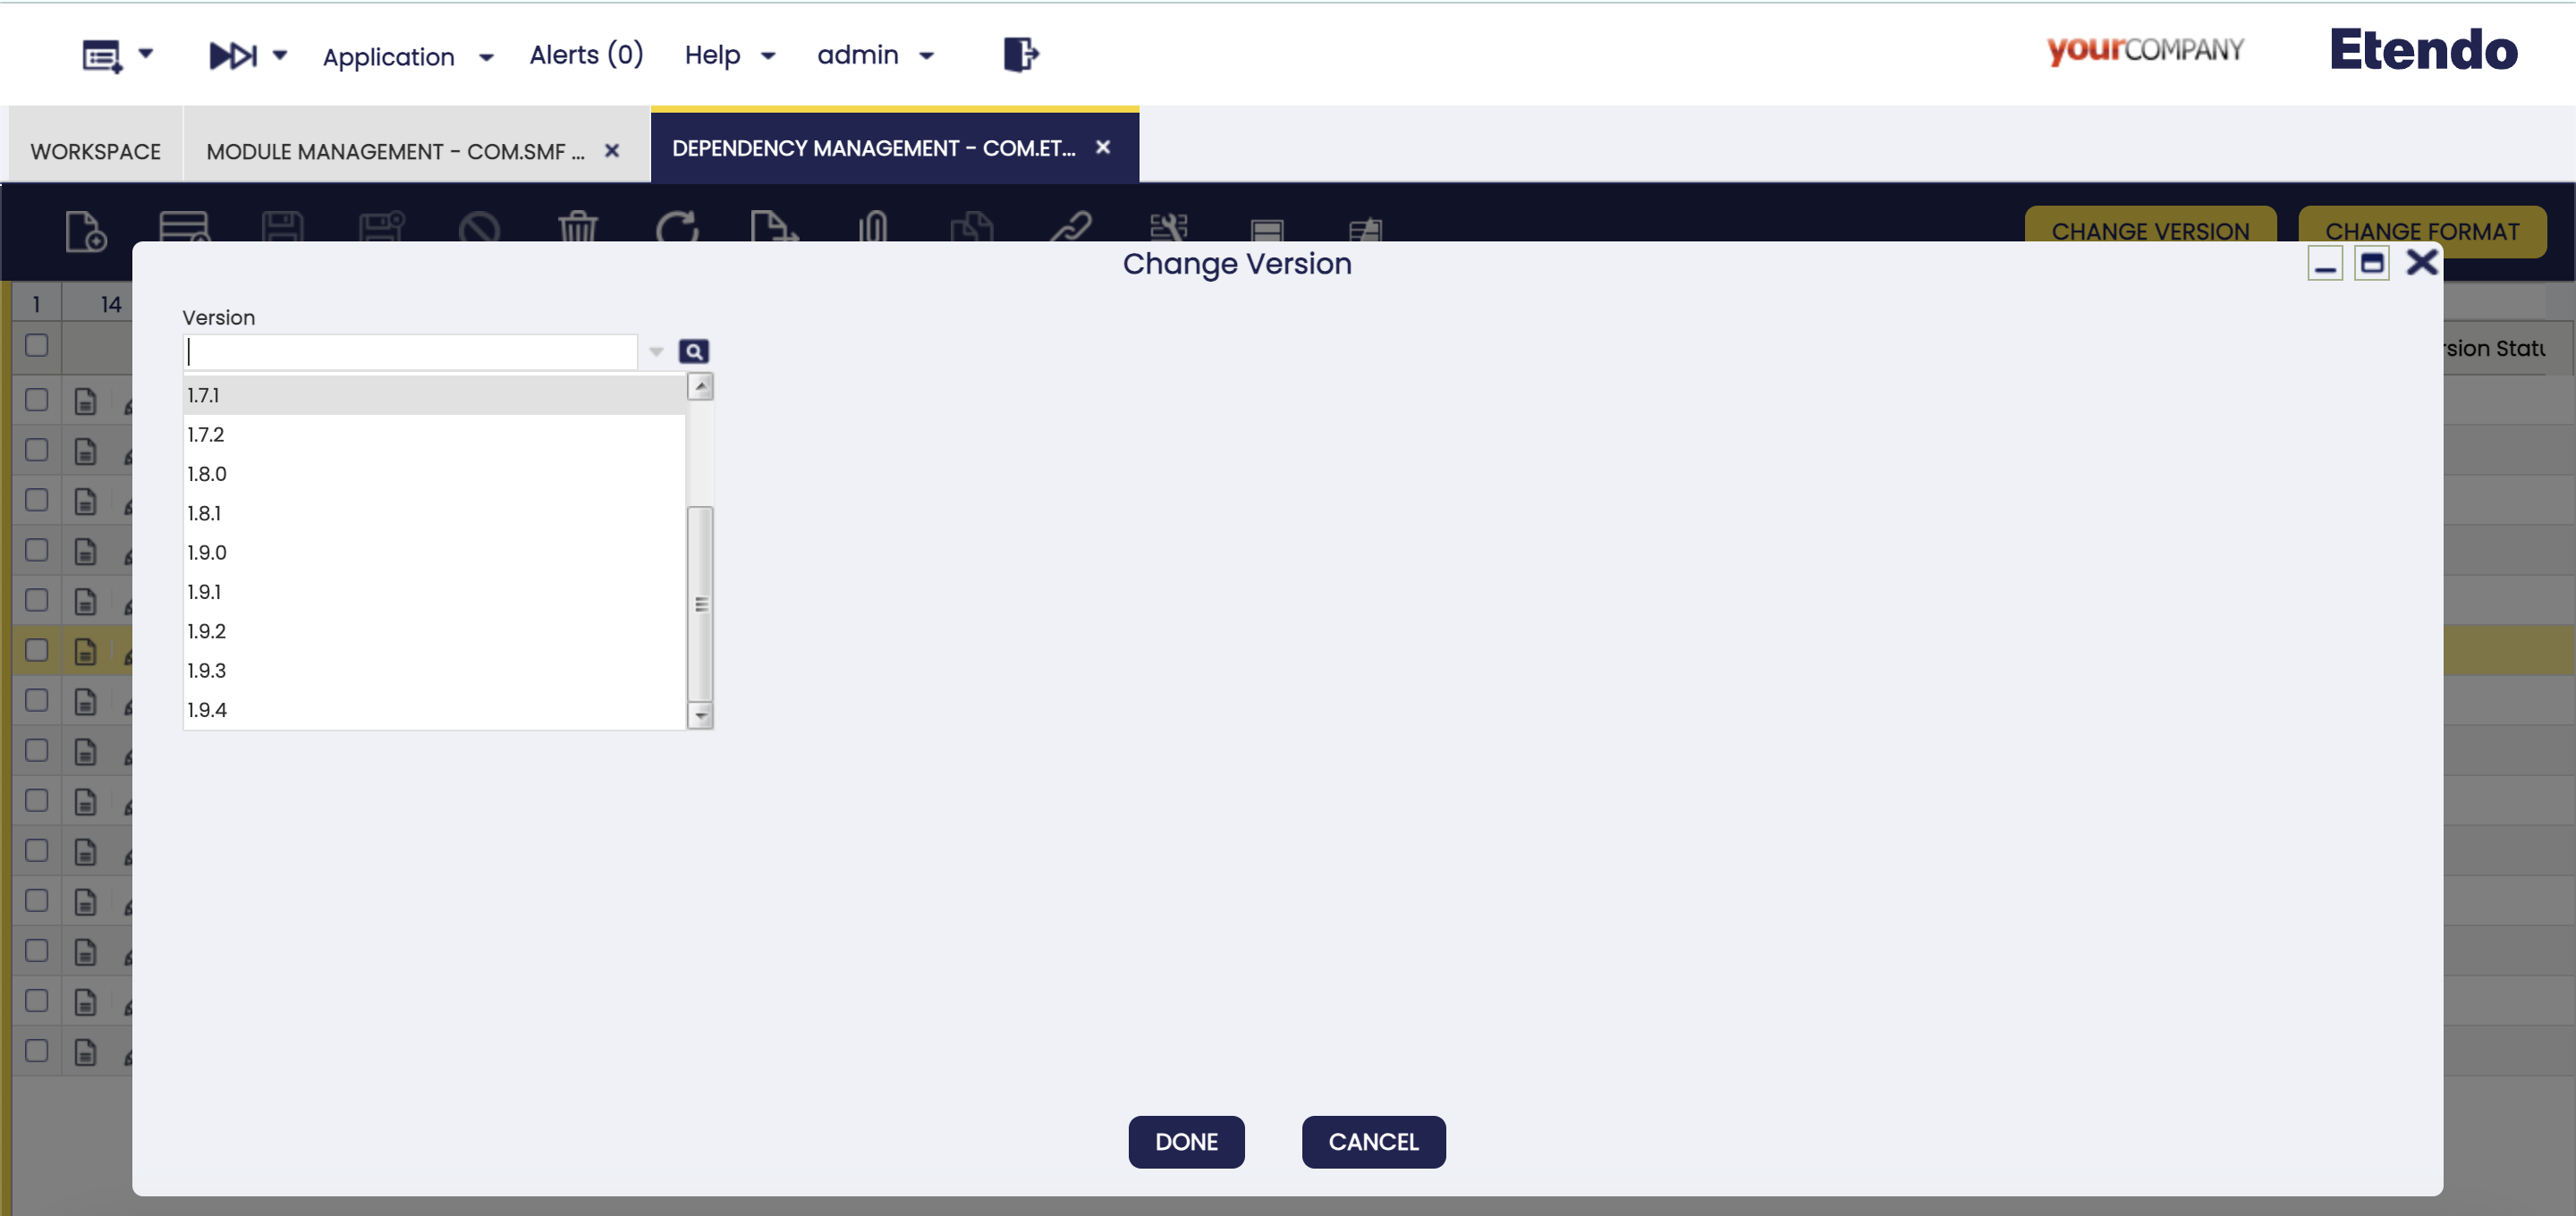 Application Alerts (0) Help admin yourCOMPANY Etendo
WORKSPACE MODULE MANAGEMENT - COM.SMF ... DEPENDENCY MANAGEMENT - COM.ET...
CHANGE VERSION CHANGE FORMAT
Change Version
1 14
Version
rsion Statu
1.7.1
1.7.2
1.8.0
1.8.1
1.9.0
1.9.1
1.9.2
1.9.3
1.9.4
DONE CANCEL